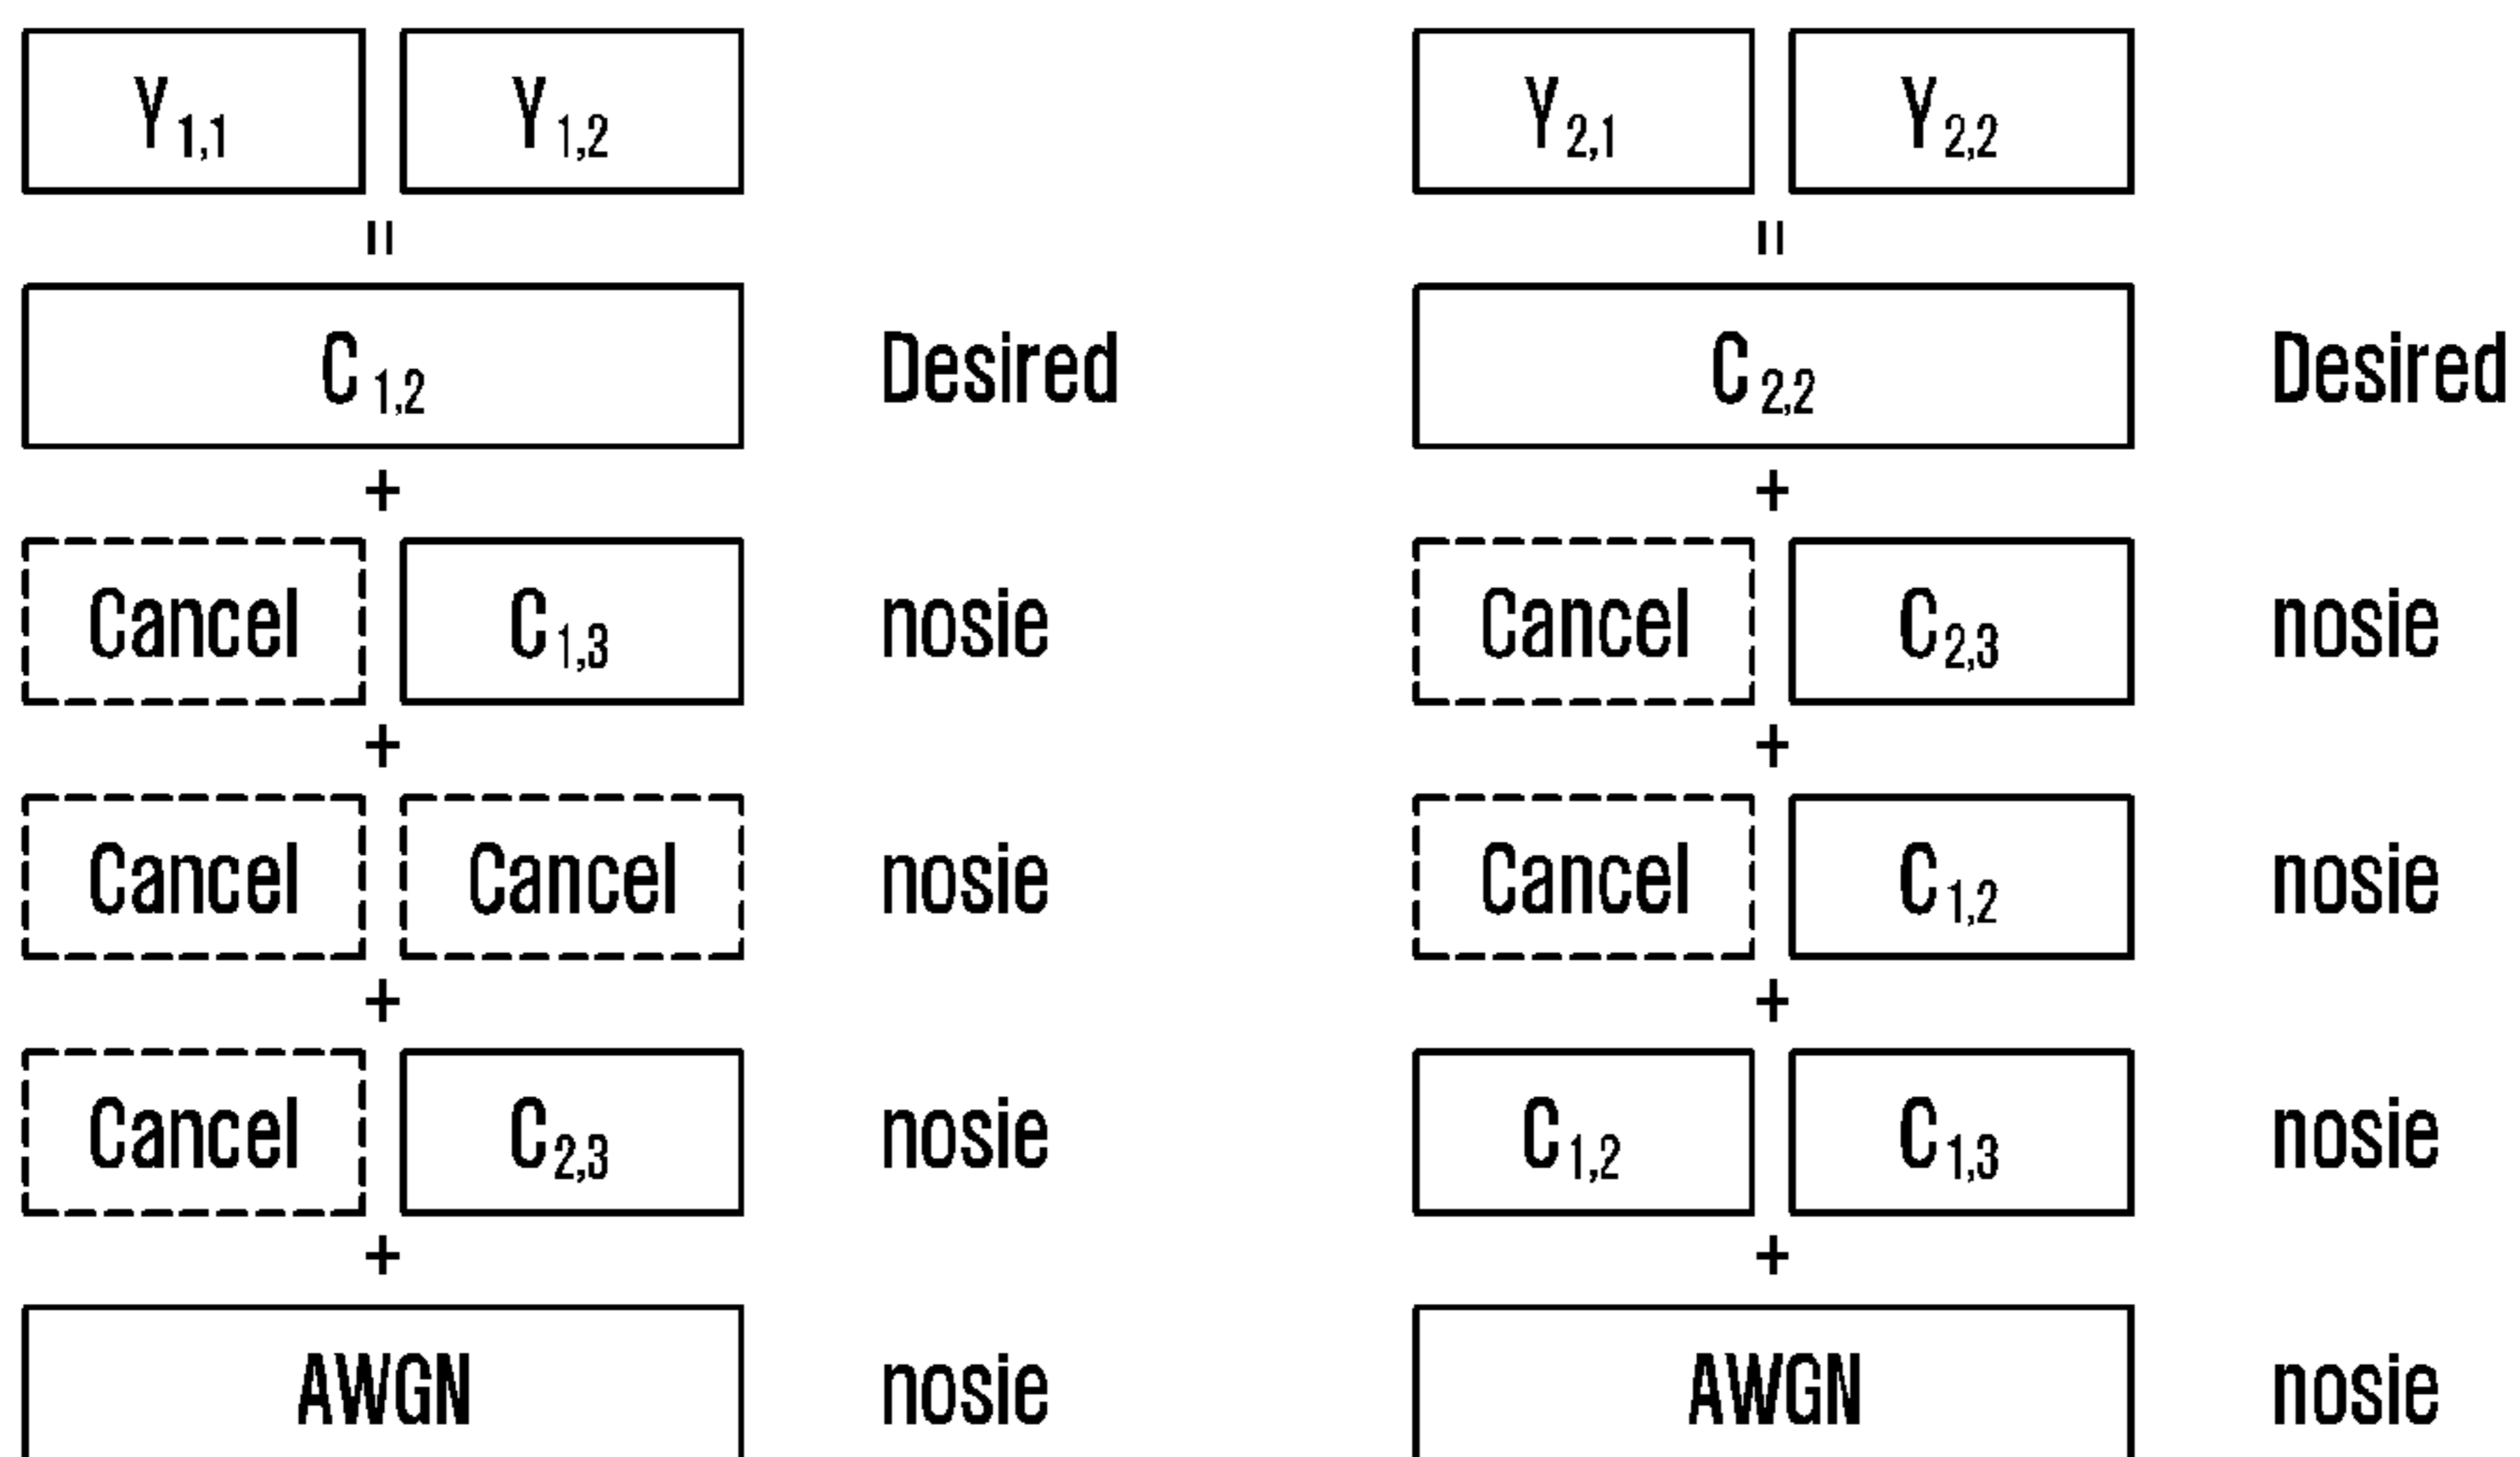 Y1,1 Y1,2 Y2,1 Y2,2
= =
C1,2 Desired C2,2 Desired
+ +
Cancel C1,3 nosie Cancel C2,3 nosie
+ +
Cancel Cancel nosie Cancel C1,2 nosie
+ +
Cancel C2,3 nosie C1,2 C1,3 nosie
+ +
AWGN nosie AWGN nosie